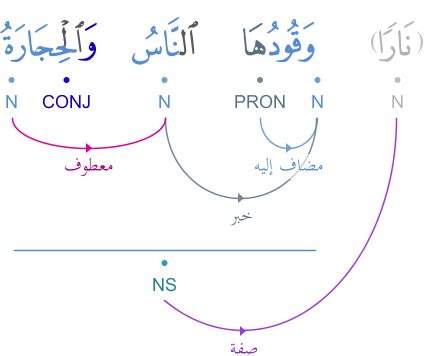 (نَارًا) وَقُودُهَا ٱلنَّاسُ وَٱلْحِجَارَةُ
N N PRON N CONJ N
مضاف إليه معطوف
خبر
NS
صفة